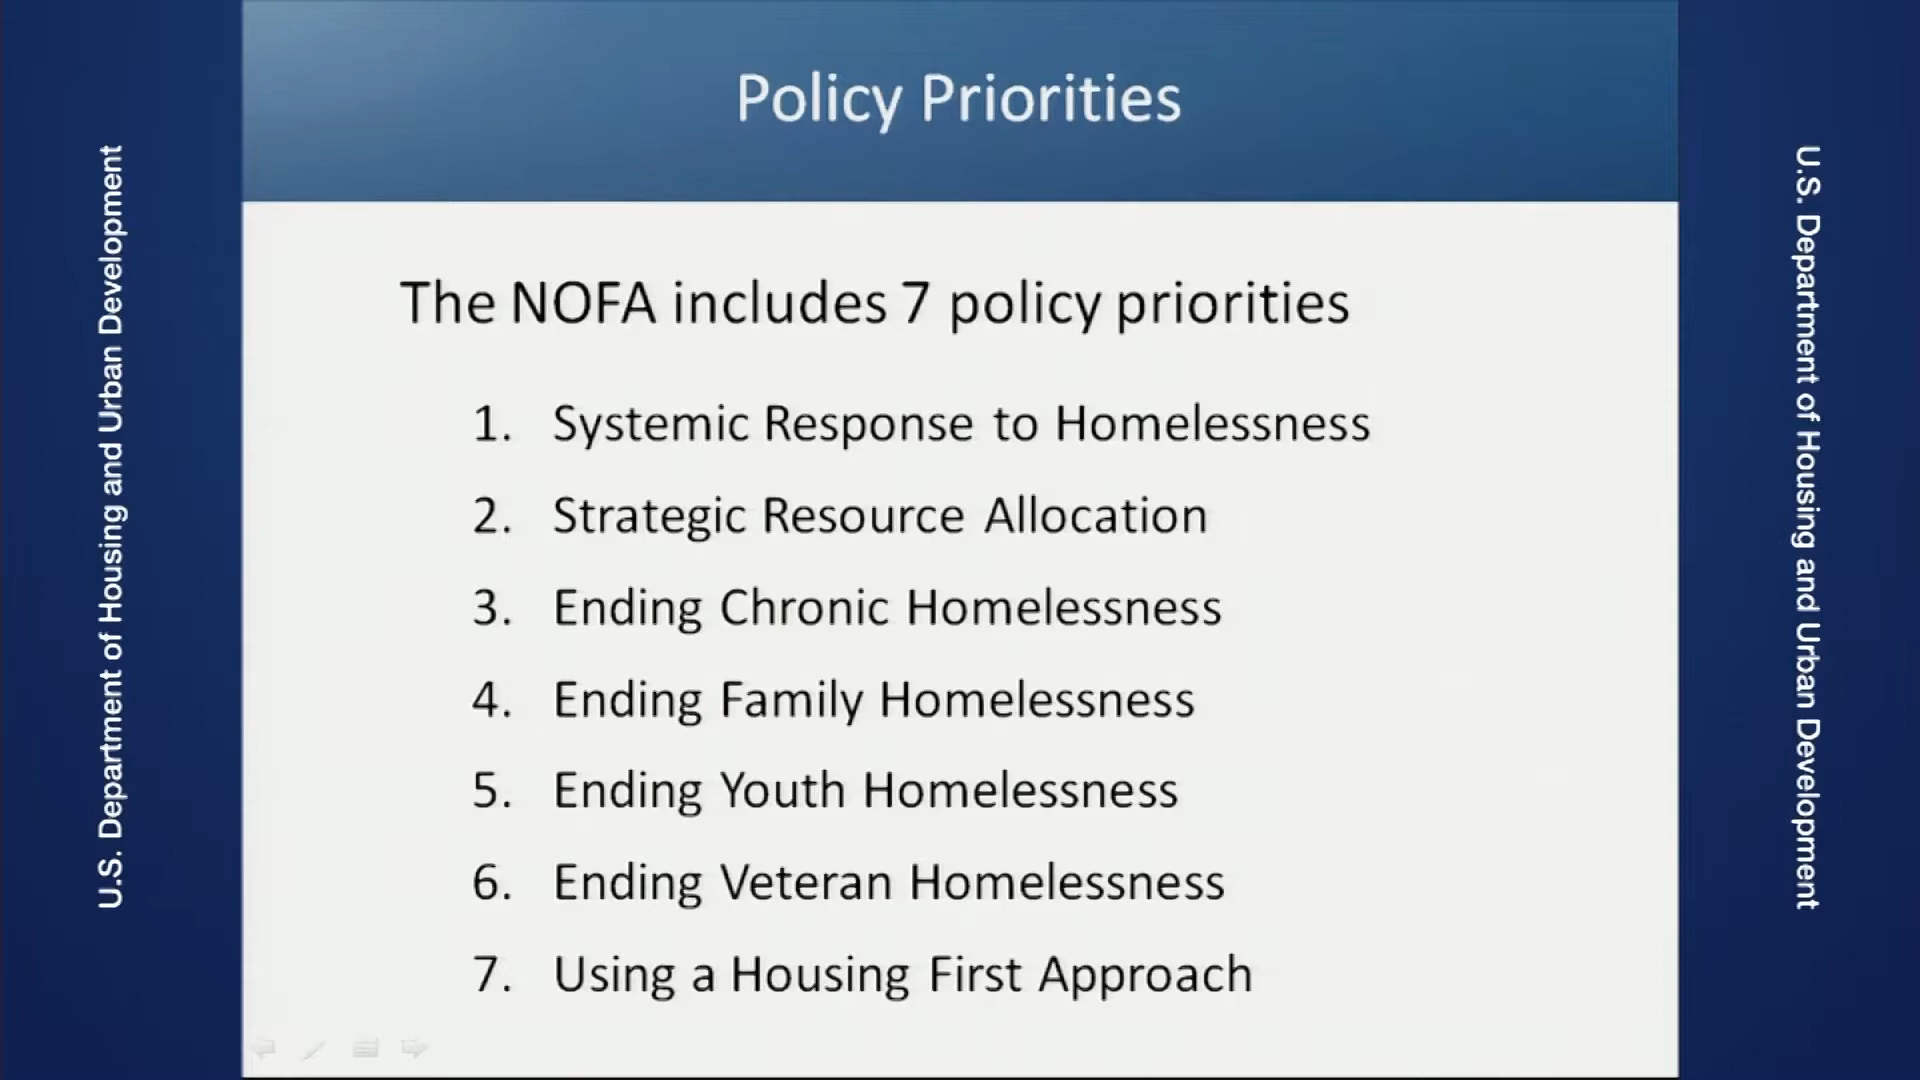 Policy Priorities
U.S. Department of Housing and Urban Development
The NOFA includes 7 policy priorities
1. Systemic Response to Homelessness
2. Strategic Resource Allocation
3. Ending Chronic Homelessness
4. Ending Family Homelessness
5. Ending Youth Homelessness
6. Ending Veteran Homelessness
7. Using a Housing First Approach
U.S. Department of Housing and Urban Development